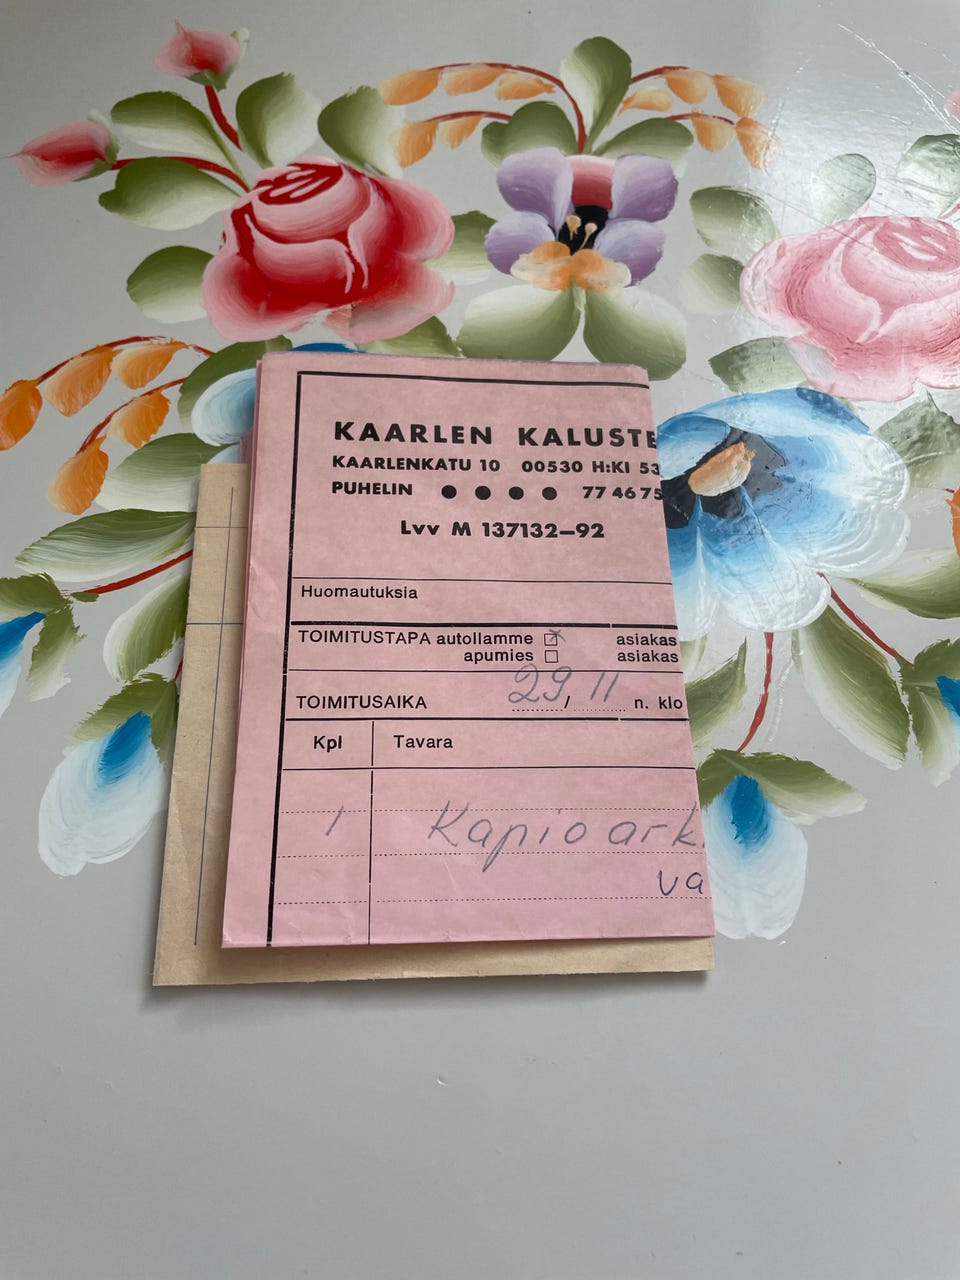 KAARLEN KALUSTE
KAARLENKATU 10 00530 H:KI 53
PUHELIN ● ● ● ● 77 46 75
Lvv M 137132–92
Huomautuksia
TOIMITUSTAPA autollamme ☒ asiakas
apumies ☐ asiakas
TOIMITUSAIKA 29 / 11 n. klo
Kpl Tavara
1 Kapioark
va